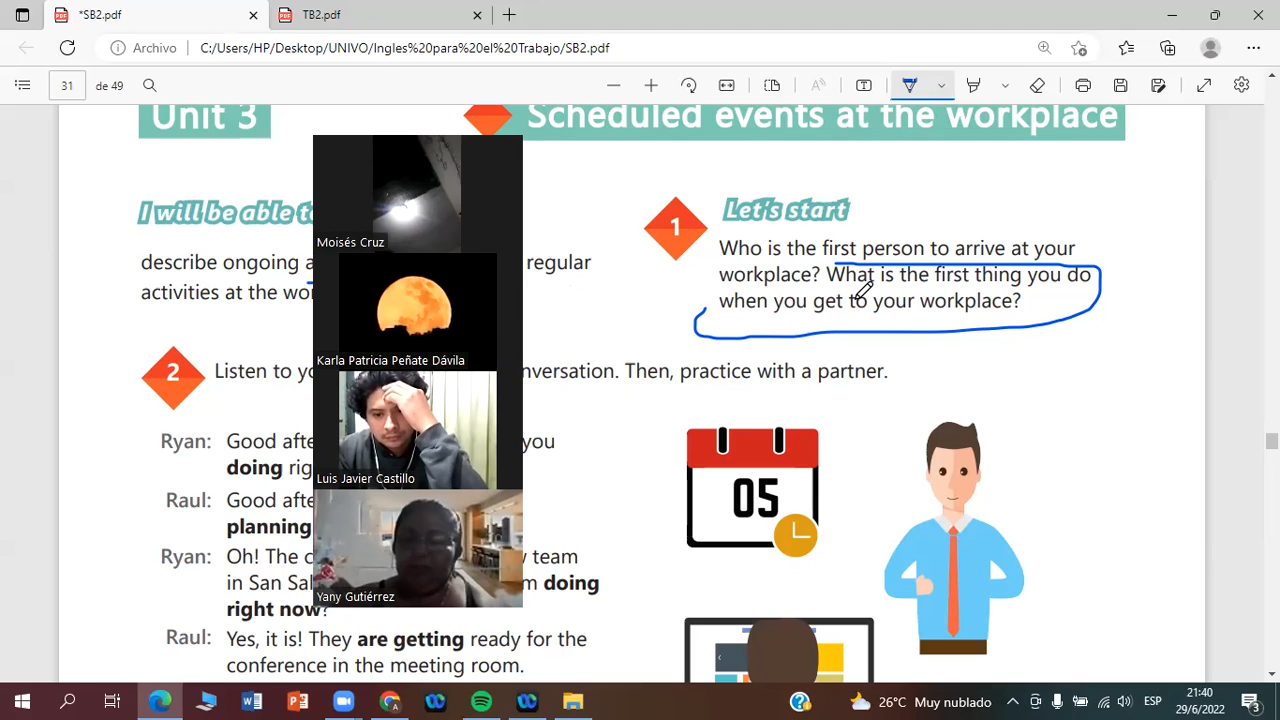 *SB2.pdf
TB2.pdf
Archivo
C:/Users/HP/Desktop/UNIVO/Ingles%20para%20el%20Trabajo/SB2.pdf
31
de 49
Unit 3
Scheduled events at the workplace
I will be able to
describe ongoing a
regular
activities at the wor
1
Let's start
Who is the first person to arrive at your
workplace? What is the first thing you do
when you get to your workplace?
Moisés Cruz
Karla Patricia Peñate Dávila
Luis Javier Castillo
Yany Gutiérrez
2
Listen to yo
nversation. Then, practice with a partner.
Ryan:
Good afte
you
doing rig
Raul:
Good afte
planning
Ryan:
Oh! The c
w team
in San Sal
m doing
right now?
Raul:
Yes, it is! They are getting ready for the
conference in the meeting room.
05
26°C Muy nublado
ESP
21:40
29/6/2022
3